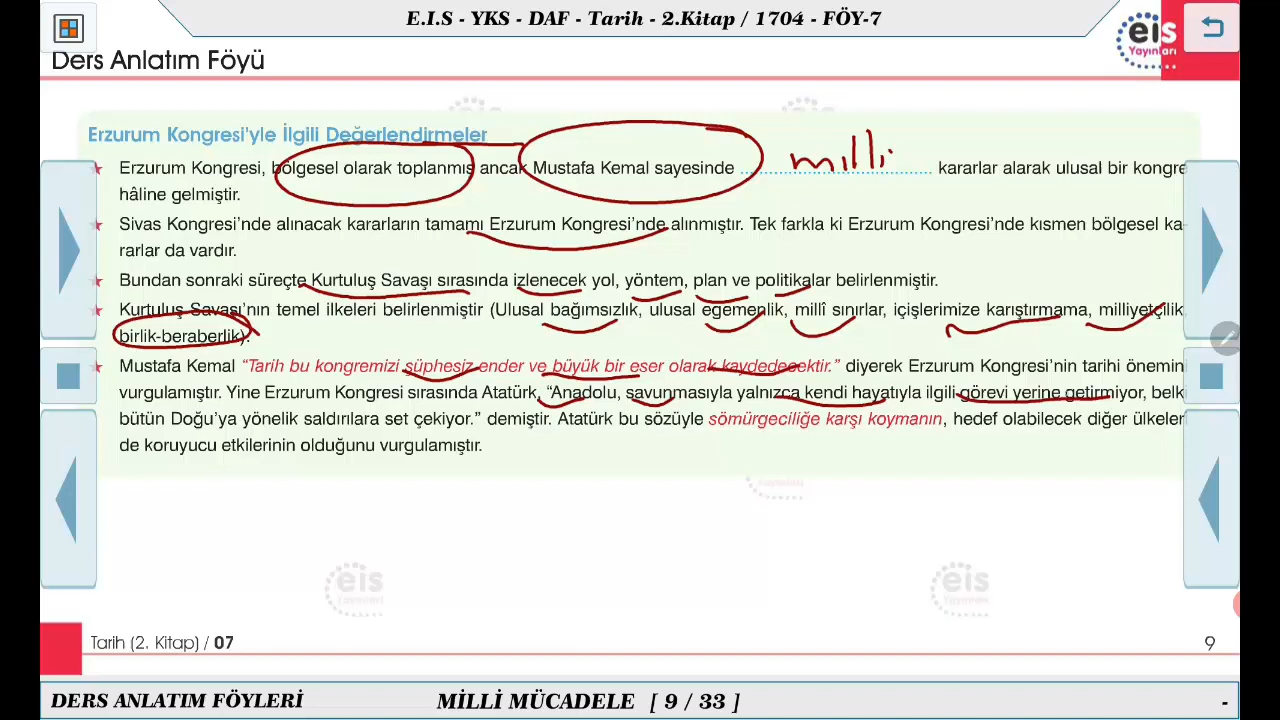 E.I.S - YKS - DAF - Tarih - 2.Kitap / 1704 - FÖY-7
eis
Yayınları
Ders Anlatım Föyü
Erzurum Kongresi'yle İlgili Değerlendirmeler
★ Erzurum Kongresi, bölgesel olarak toplanmış ancak Mustafa Kemal sayesinde milli kararlar alarak ulusal bir kongre
hâline gelmiştir.
★ Sivas Kongresi'nde alınacak kararların tamamı Erzurum Kongresi'nde alınmıştır. Tek farkla ki Erzurum Kongresi'nde kısmen bölgesel ka-
rarlar da vardır.
★ Bundan sonraki süreçte Kurtuluş Savaşı sırasında izlenecek yol, yöntem, plan ve politikalar belirlenmiştir.
★ Kurtuluş Savaşı'nın temel ilkeleri belirlenmiştir (Ulusal bağımsızlık, ulusal egemenlik, millî sınırlar, içişlerimize karıştırmama, milliyetçilik,
birlik-beraberlik).
★ Mustafa Kemal “Tarih bu kongremizi şüphesiz ender ve büyük bir eser olarak kaydedecektir.” diyerek Erzurum Kongresi'nin tarihi önemini
vurgulamıştır. Yine Erzurum Kongresi sırasında Atatürk, “Anadolu, savunmasıyla yalnızca kendi hayatıyla ilgili görevi yerine getirmiyor, belki
bütün Doğu'ya yönelik saldırılara set çekiyor.” demiştir. Atatürk bu sözüyle sömürgeciliğe karşı koymanın, hedef olabilecek diğer ülkeler
de koruyucu etkilerinin olduğunu vurgulamıştır.
eis
Yayınları
eis
Yayınları
Tarih (2. Kitap) / 07
9
DERS ANLATIM FÖYLERİ
MİLLİ MÜCADELE [ 9 / 33 ]
-